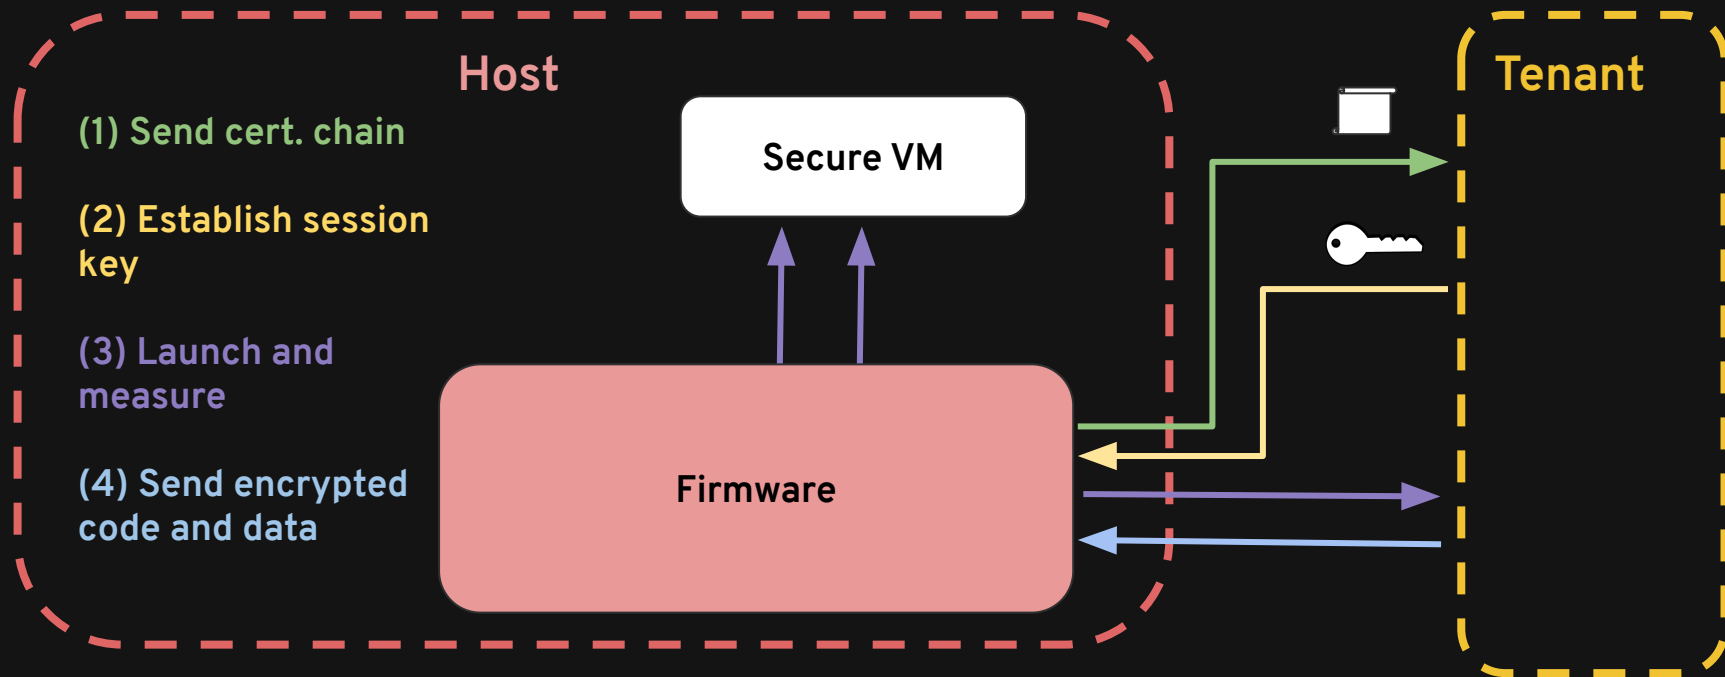 Host
Tenant
(1) Send cert. chain
Secure VM
(2) Establish session
key
(3) Launch and
measure
(4) Send encrypted
code and data
Firmware